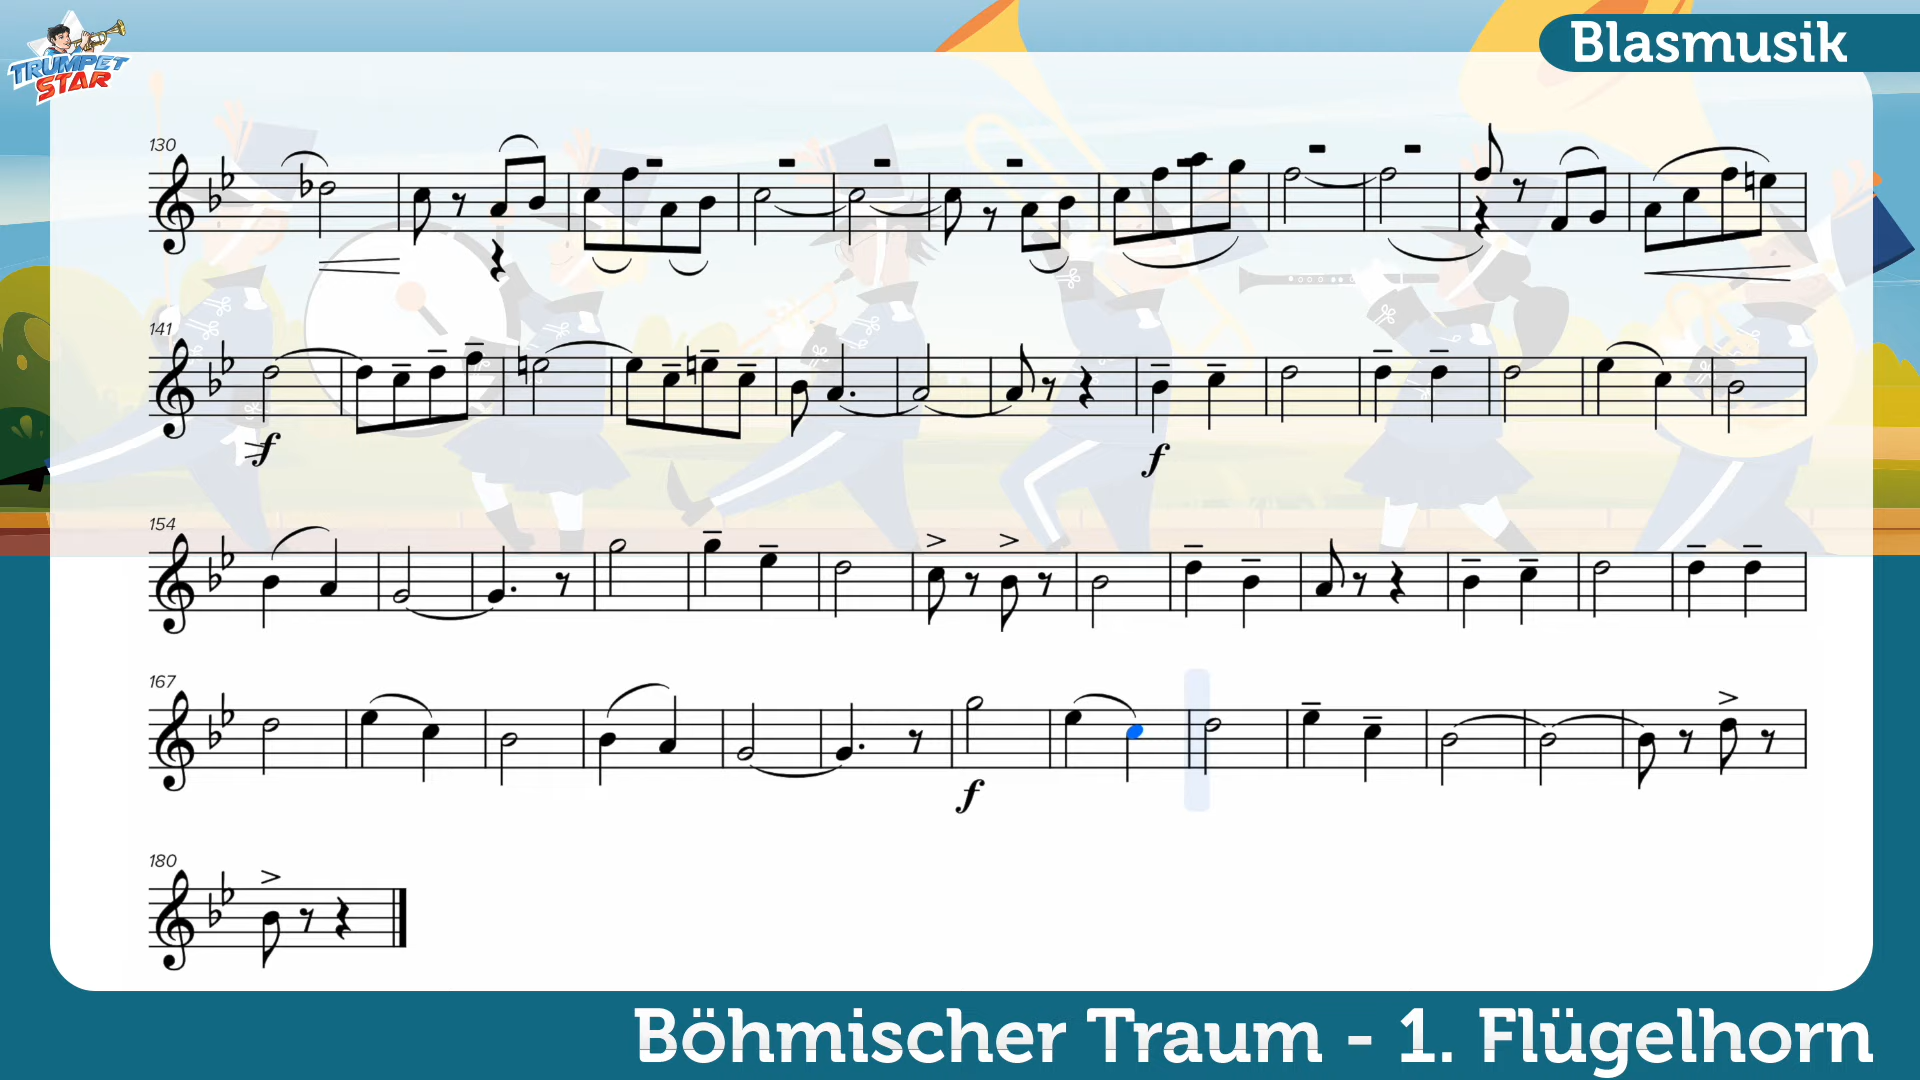 TRUMPET
STAR
Blasmusik
130
141
f
f
154
167
f
180
Böhmischer Traum - 1. Flügelhorn